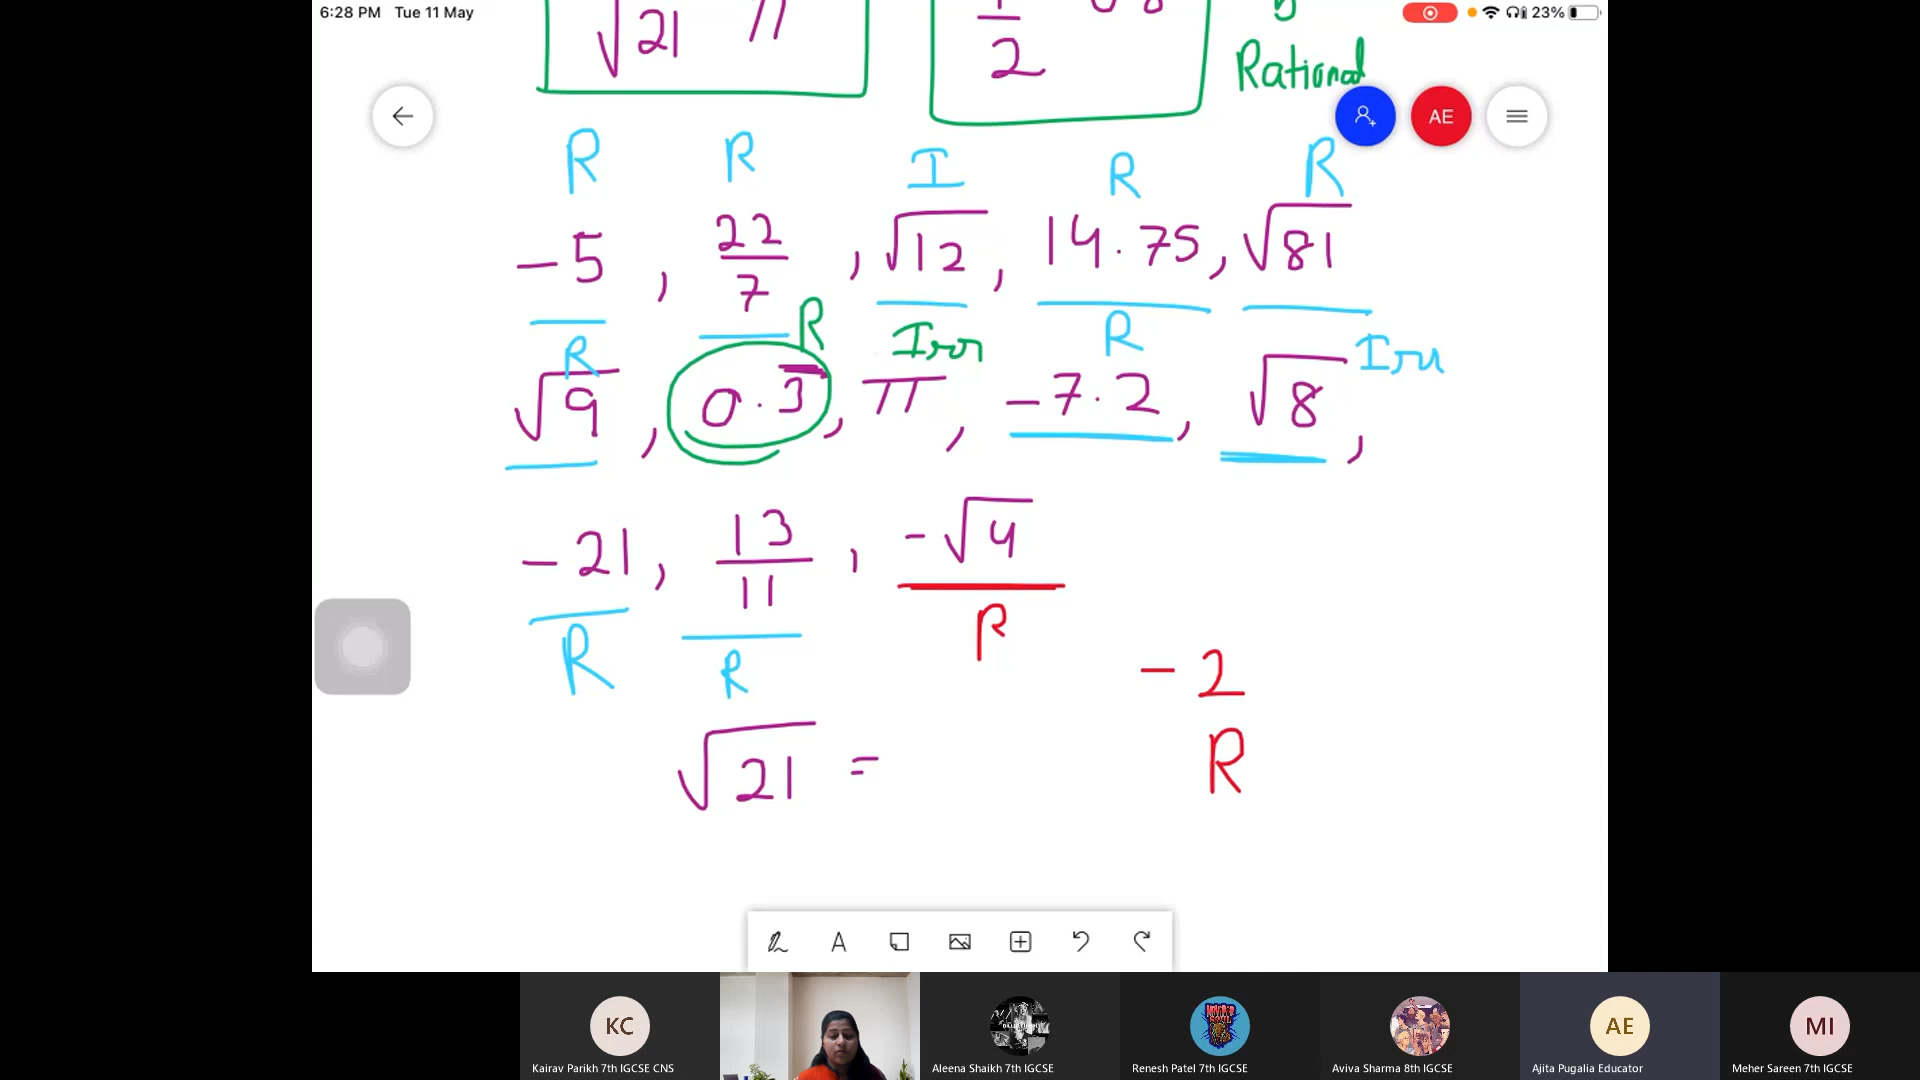 6:28 PM Tue 11 May 23%
√21 π
2
Rational
AE
R R I R R
-5, 22/7, √12, 14.75, √81
R R Irr R Irr
√9, 0.3̅, π, -7.2, √8,
-21, 13/11, -√4
R R R
-2
R
√21 =
A
KC AE MI
Kairav Parikh 7th IGCSE CNS Aleena Shaikh 7th IGCSE Renesh Patel 7th IGCSE Aviva Sharma 8th IGCSE Ajita Pugalia Educator Meher Sareen 7th IGCSE